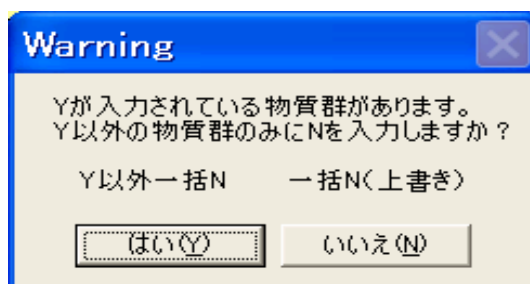 Warning
Yが入力されている物質群があります。
Y以外の物質群のみにNを入力しますか？
Y以外一括N 一括N(上書き)
はい(Y) いいえ(N)